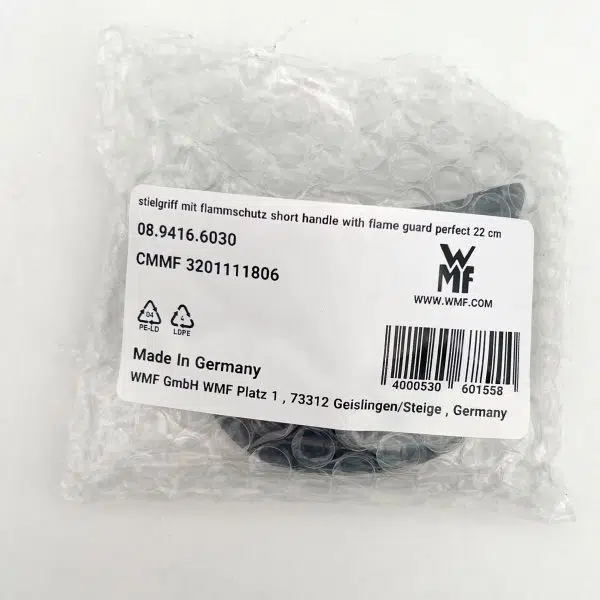 stielgriff mit flammschutz short handle with flame guard perfect 22 cm
08.9416.6030
CMMF 3201111806
WMF
WWW.WMF.COM
04
PE-LD
4
LDPE
4000530 601558
Made In Germany
WMF GmbH WMF Platz 1 , 73312 Geislingen/Steige , Germany